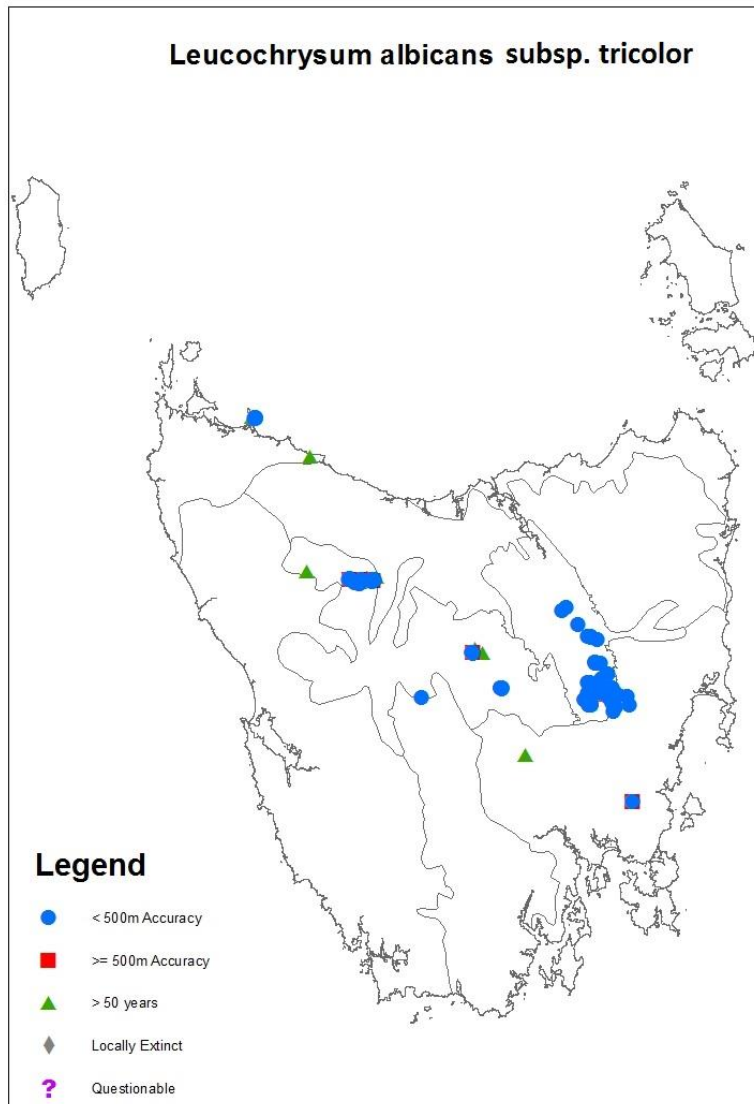 Leucochrysum albicans subsp. tricolor
Legend
< 500m Accuracy
>= 500m Accuracy
> 50 years
Locally Extinct
? Questionable